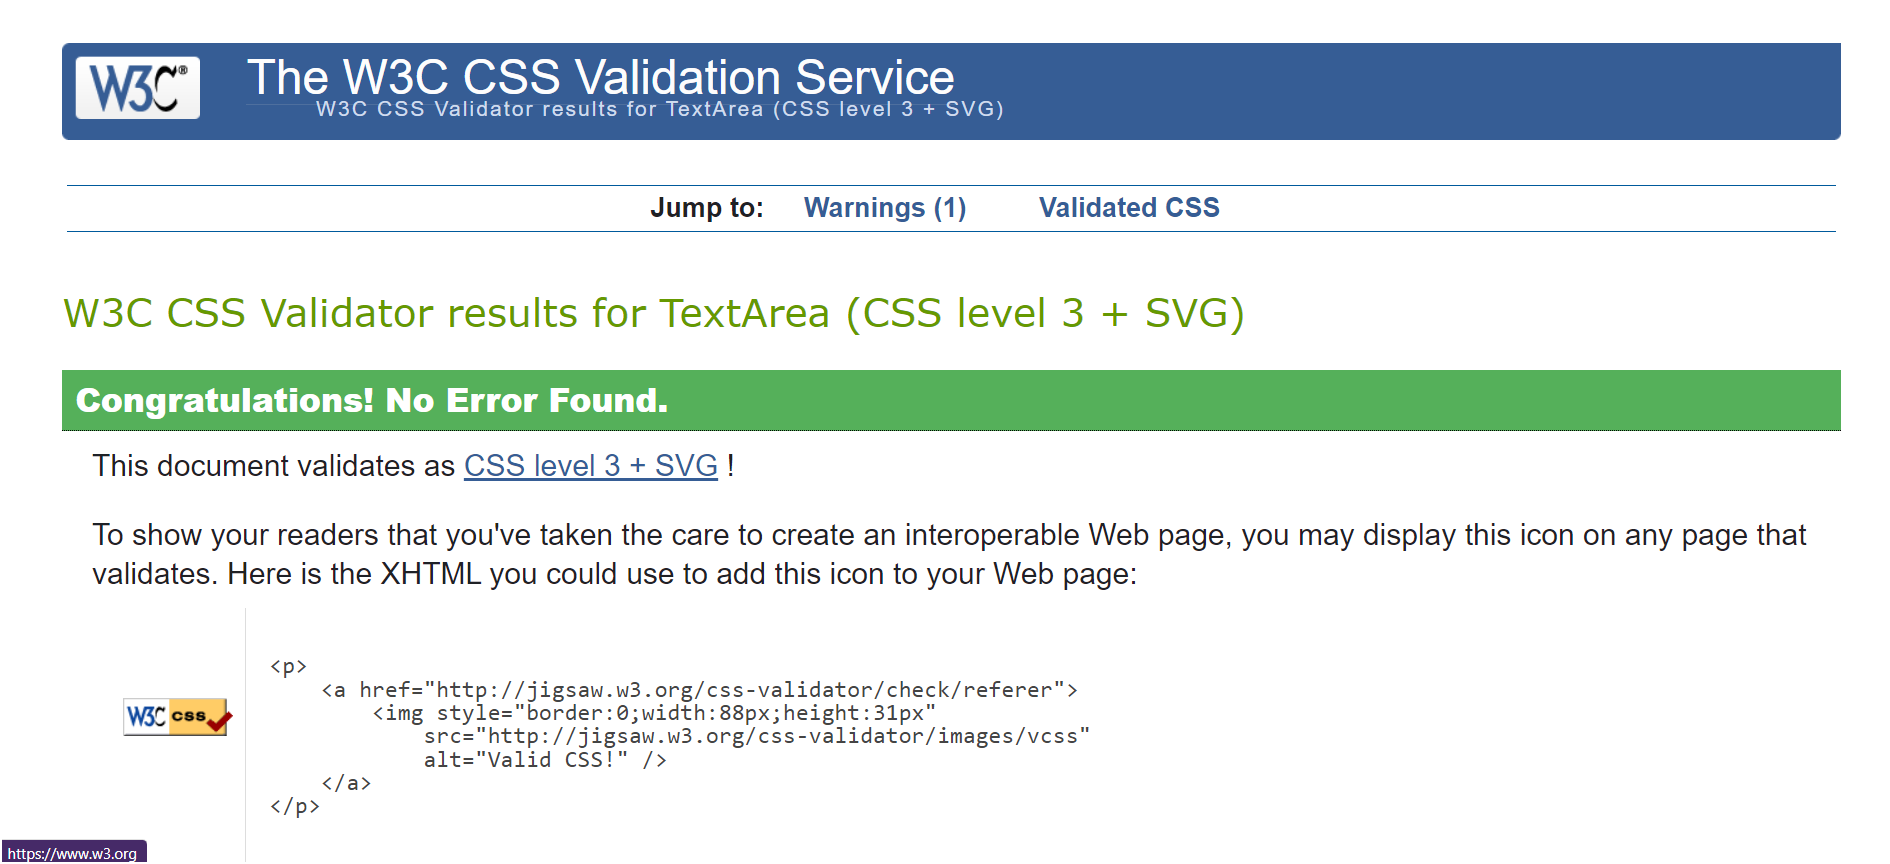 W3C®
The W3C CSS Validation Service
W3C CSS Validator results for TextArea (CSS level 3 + SVG)
Jump to: Warnings (1) Validated CSS
W3C CSS Validator results for TextArea (CSS level 3 + SVG)
Congratulations! No Error Found.
This document validates as CSS level 3 + SVG !
To show your readers that you've taken the care to create an interoperable Web page, you may display this icon on any page that
validates. Here is the XHTML you could use to add this icon to your Web page:
W3C css
<p>
    <a href="http://jigsaw.w3.org/css-validator/check/referer">
        <img style="border:0;width:88px;height:31px"
            src="http://jigsaw.w3.org/css-validator/images/vcss"
            alt="Valid CSS!" />
    </a>
</p>
https://www.w3.org